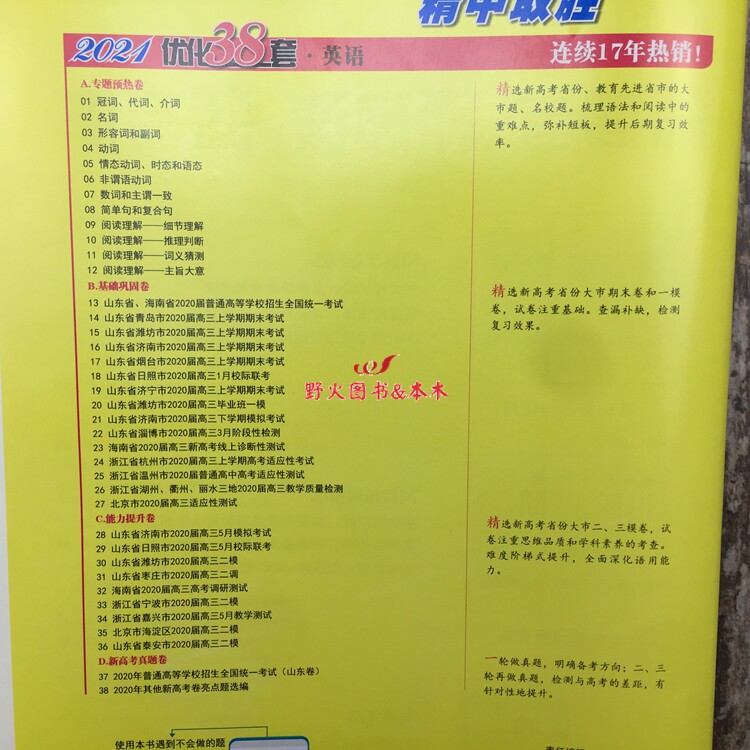 精中取胜
2021 优化38套·英语
连续17年热销!
A.专题预热卷
01 冠词、代词、介词
02 名词
03 形容词和副词
04 动词
05 情态动词、时态和语态
06 非谓语动词
07 数词和主谓一致
08 简单句和复合句
09 阅读理解——细节理解
10 阅读理解——推理判断
11 阅读理解——词义猜测
12 阅读理解——主旨大意
精选新高考省份、教育先进省市的大
市题、名校题。梳理语法和阅读中的
重难点，弥补短板，提升后期复习效
率。
B.基础巩固卷
13 山东省、海南省2020届普通高等学校招生全国统一考试
14 山东省青岛市2020届高三上学期期末考试
15 山东省潍坊市2020届高三上学期期末考试
16 山东省济南市2020届高三上学期期末考试
17 山东省烟台市2020届高三上学期期末考试
18 山东省日照市2020届高三1月校际联考
19 山东省济宁市2020届高三上学期期末考试
20 山东省潍坊市2020届高三毕业班一模
21 山东省济南市2020届高三下学期模拟考试
22 山东省淄博市2020届高三3月阶段性检测
23 海南省2020届高三新高考线上诊断性测试
24 浙江省杭州市2020届高三上学期高考适应性考试
25 浙江省温州市2020届普通高中高考适应性测试
26 浙江省湖州、衢州、丽水三地2020届高三教学质量检测
27 北京市2020届高三适应性测试
精选新高考省份大市期末卷和一模
卷，试卷注重基础。查漏补缺，检测
复习效果。
野火图书&本木
C.能力提升卷
28 山东省济南市2020届高三5月模拟考试
29 山东省日照市2020届高三5月校际联考
30 山东省潍坊市2020届高三二模
31 山东省枣庄市2020届高三二调
32 海南省2020届高三高考调研测试
33 浙江省宁波市2020届高三二模
34 浙江省嘉兴市2020届高三5月教学测试
35 北京市海淀区2020届高三二模
36 山东省泰安市2020届高三二模
精选新高考省份大市二、三模卷，试
卷注重思维品质和学科素养的考查。
难度阶梯式提升，全面深化语用能
力。
D.新高考真题卷
37 2020年普通高等学校招生全国统一考试（山东卷）
38 2020年其他新高考卷亮点题选编
一轮做真题，明确备考方向；二、三
轮再做真题，检测与高考的差距，有
针对性地提升。
使用本书遇到不会做的题